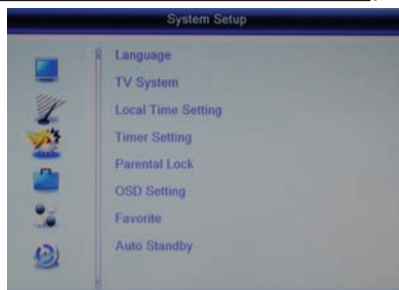 System Setup
Language
TV System
Local Time Setting
Timer Setting
Parental Lock
OSD Setting
Favorite
Auto Standby